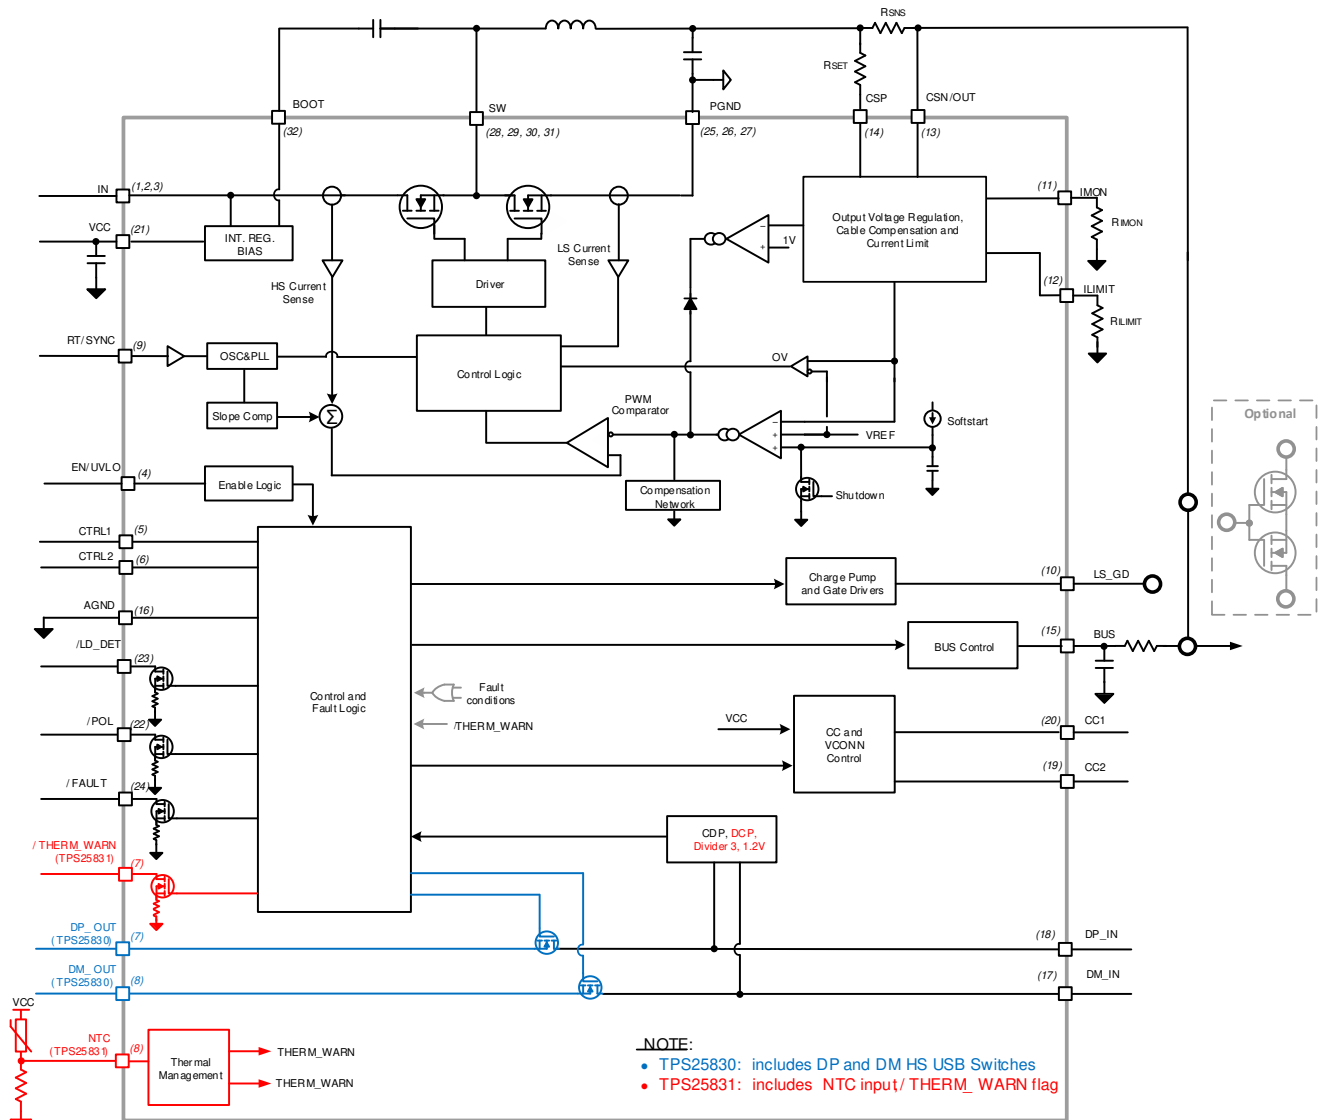 RSNS
RSET
BOOT
SW
PGND
CSP
CSN/OUT
(32)
(28, 29, 30, 31)
(25, 26, 27)
(14)
(13)
IN
(1,2,3)
(11)
IMON
VCC
(21)
INT. REG.
BIAS
Output Voltage Regulation,
Cable Compensation and
Current Limit
RIMON
1V
LS Current
Sense
HS Current
Sense
Driver
(12)
ILIMIT
RILIMIT
RT/SYNC
(9)
OSC&PLL
Control Logic
OV
Slope Comp
Σ
PWM
Comparator
VREF
Softstart
Optional
EN/UVLO
(4)
Enable Logic
Compensation
Network
Shutdown
CTRL1
(5)
CTRL2
(6)
Charge Pump
and Gate Drivers
(10)
LS_GD
AGND
(16)
/LD_DET
(23)
BUS Control
(15)
BUS
Control and
Fault Logic
Fault
conditions
/THERM_WARN
/POL
(22)
VCC
CC and
VCONN
Control
(20)
CC1
(19)
CC2
/FAULT
(24)
CDP, DCP,
Divider 3, 1.2V
/ THERM_WARN
(TPS25831)
(7)
DP_OUT
(TPS25830)
(7)
(18)
DP_IN
DM_OUT
(TPS25830)
(8)
(17)
DM_IN
VCC
NTC
(TPS25831)
(8)
Thermal
Management
THERM_WARN
THERM_WARN
NOTE:
• TPS25830: includes DP and DM HS USB Switches
• TPS25831: includes NTC input / THERM_WARN flag